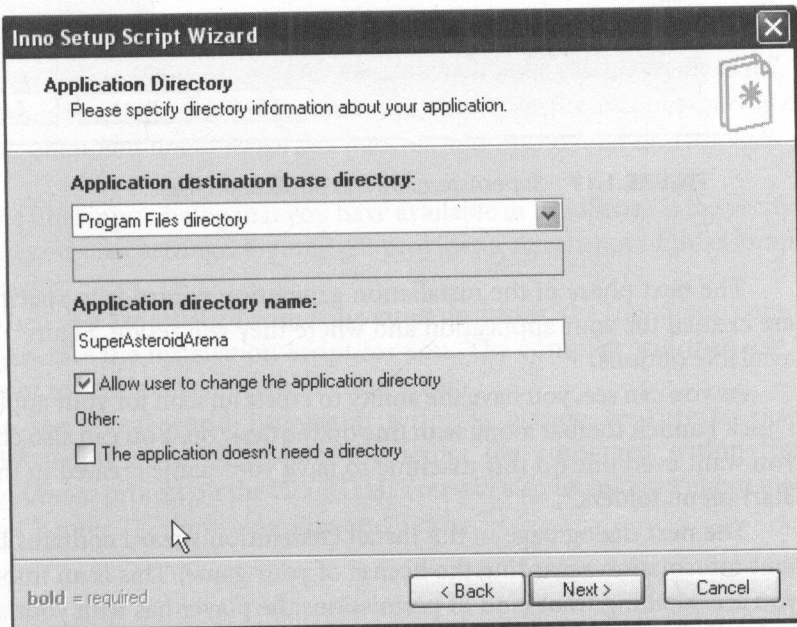 Inno Setup Script Wizard
Application Directory
Please specify directory information about your application.
Application destination base directory:
Program Files directory
Application directory name:
SuperAsteroidArena
Allow user to change the application directory
Other:
The application doesn't need a directory
bold = required
< Back
Next >
Cancel